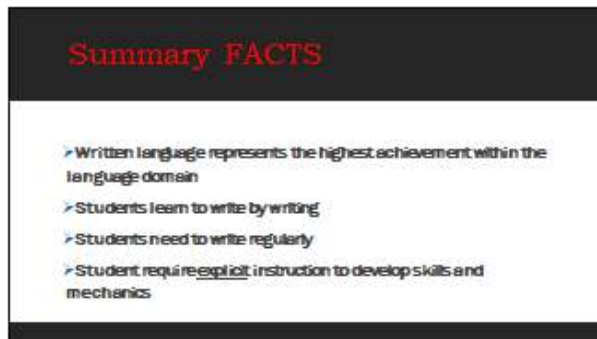 Summary FACTS
➢Written language represents the highest achievement within the
language domain
➢Students learn to write by writing
➢Students need to write regularly
➢Student require explicit instruction to develop skills and
mechanics